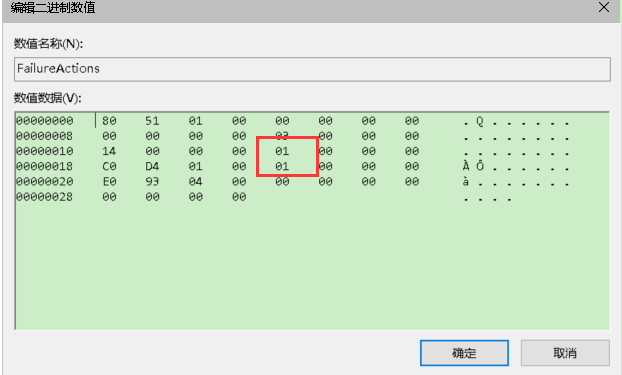 编辑二进制数值
数值名称(N):
FailureActions
数值数据(V):
00000000 80 51 01 00 00 00 00 00 . Q . . . . . .
00000008 00 00 00 00 03 00 00 00 . . . . . . . .
00000010 14 00 00 00 01 00 00 00 . . . . . . . .
00000018 C0 D4 01 00 01 00 00 00 À Ô . . . . . .
00000020 E0 93 04 00 00 00 00 00 à . . . . . . .
00000028 00 00 00 00 . . . .
确定 取消